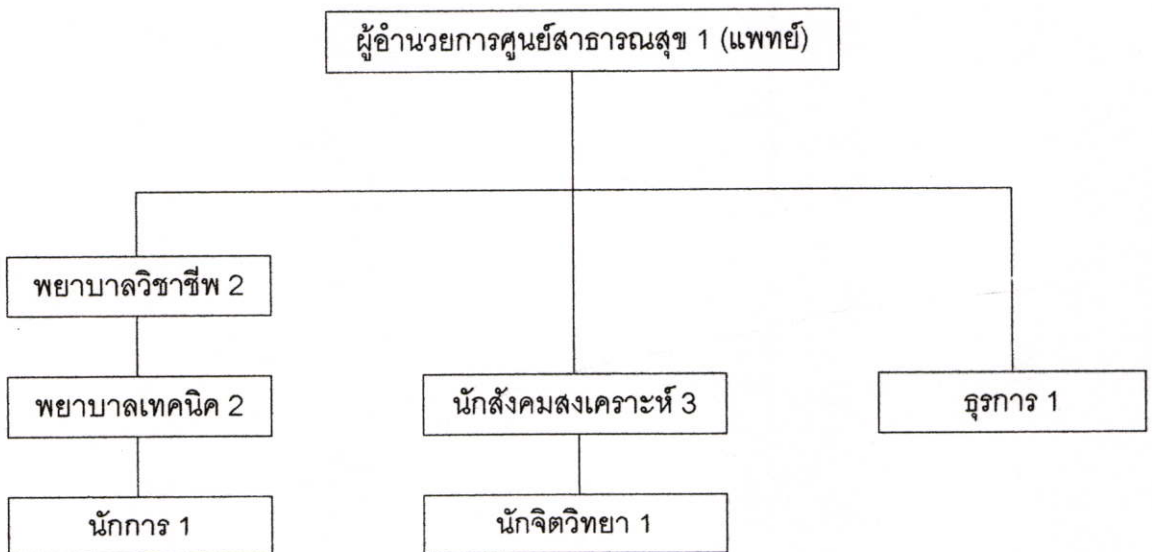 ผู้อำนวยการศูนย์สาธารณสุข 1 (แพทย์)
พยาบาลวิชาชีพ 2
พยาบาลเทคนิค 2
นักสังคมสงเคราะห์ 3
ธุรการ 1
นักการ 1
นักจิตวิทยา 1